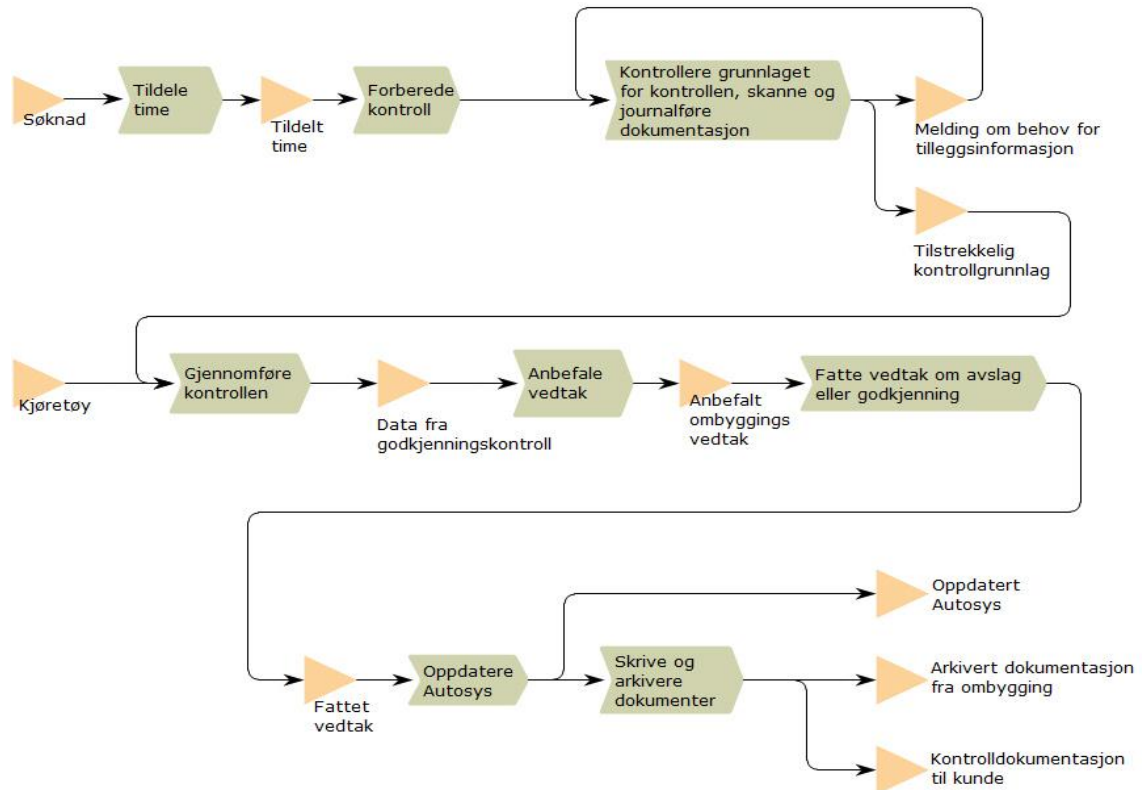 Søknad
Tildele
time
Tildelt
time
Forberede
kontroll
Kontrollere grunnlaget
for kontrollen, skanne og
journalføre
dokumentasjon
Melding om behov for
tilleggsinformasjon
Tilstrekkelig
kontrollgrunnlag
Kjøretøy
Gjennomføre
kontrollen
Data fra
godkjenningskontroll
Anbefale
vedtak
Anbefalt
ombyggings
vedtak
Fatte vedtak om avslag
eller godkjenning
Fattet
vedtak
Oppdatere
Autosys
Skrive og
arkivere
dokumenter
Oppdatert
Autosys
Arkivert dokumentasjon
fra ombygging
Kontrolldokumentasjon
til kunde